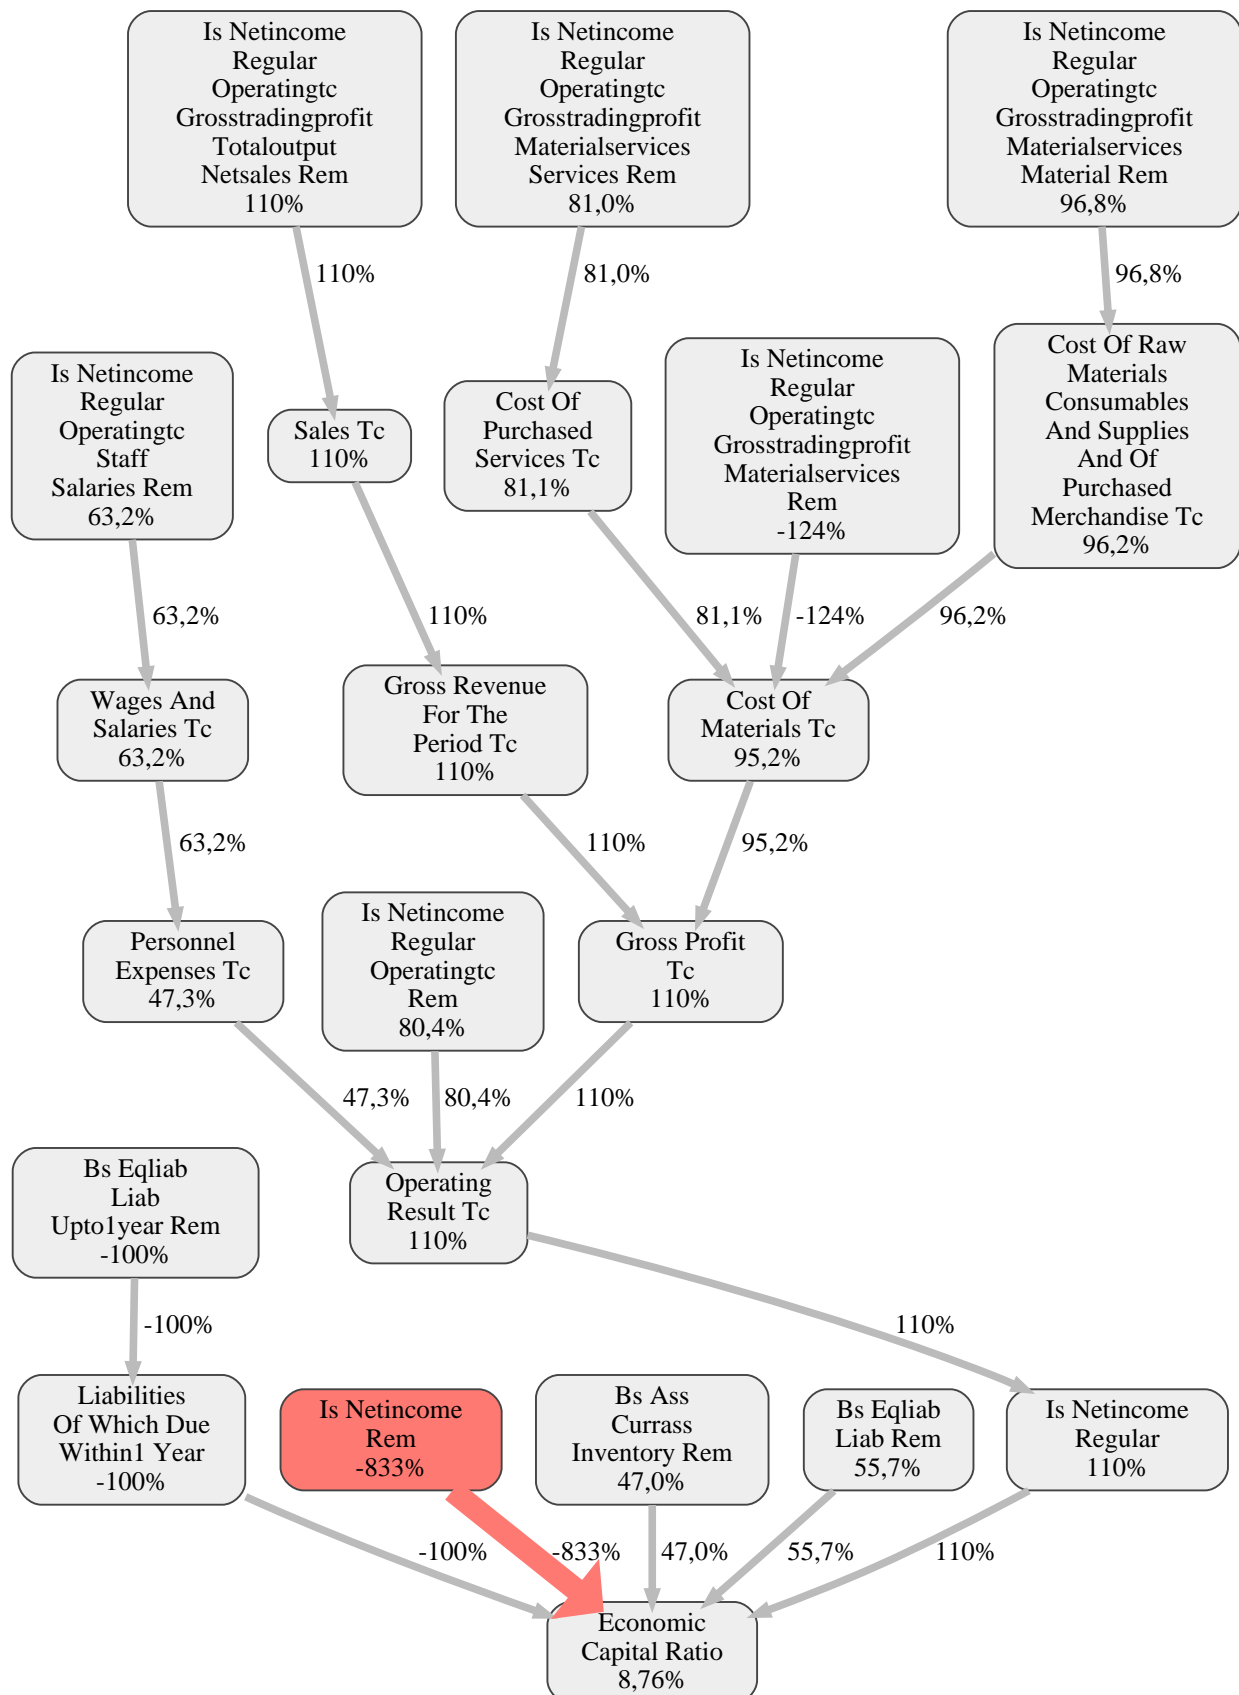 Is Netincome
Regular
Operatingtc
Grosstradingprofit
Totaloutput
Netsales Rem
110%
Is Netincome
Regular
Operatingtc
Grosstradingprofit
Materialservices
Services Rem
81,0%
Is Netincome
Regular
Operatingtc
Grosstradingprofit
Materialservices
Material Rem
96,8%
110%
81,0%
96,8%
Is Netincome
Regular
Operatingtc
Staff
Salaries Rem
63,2%
Sales Tc
110%
Cost Of
Purchased
Services Tc
81,1%
Is Netincome
Regular
Operatingtc
Grosstradingprofit
Materialservices
Rem
-124%
Cost Of Raw
Materials
Consumables
And Supplies
And Of
Purchased
Merchandise Tc
96,2%
63,2%
110%
81,1%
-124%
96,2%
Wages And
Salaries Tc
63,2%
Gross Revenue
For The
Period Tc
110%
Cost Of
Materials Tc
95,2%
63,2%
110%
95,2%
Personnel
Expenses Tc
47,3%
Is Netincome
Regular
Operatingtc
Rem
80,4%
Gross Profit
Tc
110%
47,3%
80,4%
110%
Bs Eqliab
Liab
Upto1year Rem
-100%
Operating
Result Tc
110%
-100%
110%
Liabilities
Of Which Due
Within1 Year
-100%
Is Netincome
Rem
-833%
Bs Ass
Currass
Inventory Rem
47,0%
Bs Eqliab
Liab Rem
55,7%
Is Netincome
Regular
110%
-100%
-833%
47,0%
55,7%
110%
Economic
Capital Ratio
8,76%